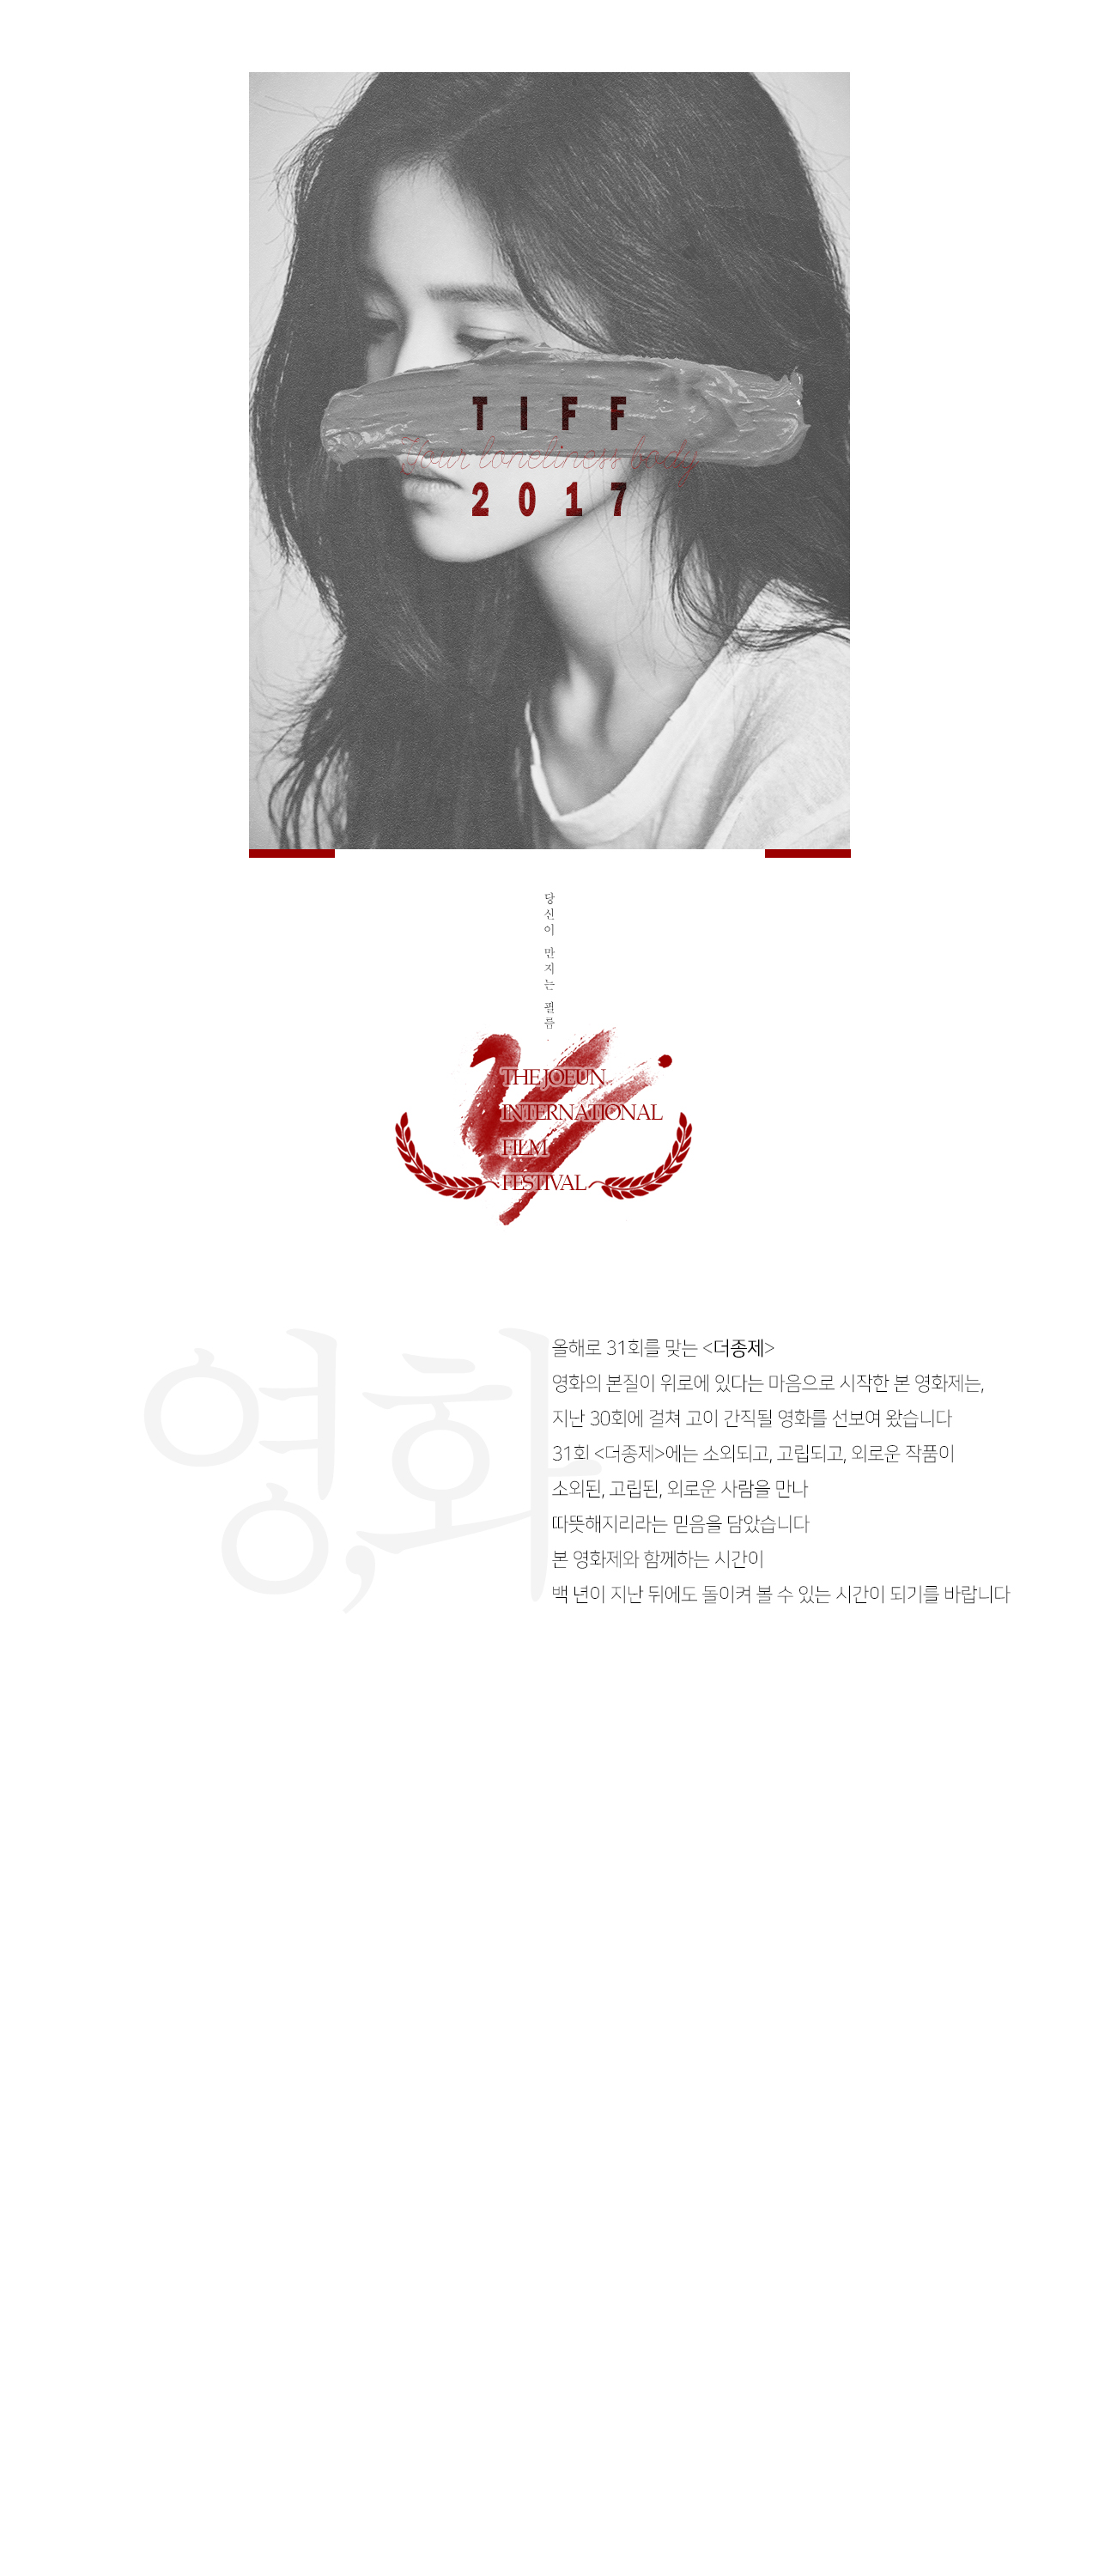 TIFF
Your loneliness body
2017
당신이 만지는 필름.
THE JOEUN
INTERNATIONAL
FILM
FESTIVAL
영,화
올해로 31회를 맞는 <더종제>
영화의 본질이 위로에 있다는 마음으로 시작한 본 영화제는,
지난 30회에 걸쳐 고이 간직될 영화를 선보여 왔습니다
31회 <더종제>에는 소외되고, 고립되고, 외로운 작품이
소외된, 고립된, 외로운 사람을 만나
따뜻해지리라는 믿음을 담았습니다
본 영화제와 함께하는 시간이
백 년이 지난 뒤에도 돌이켜 볼 수 있는 시간이 되기를 바랍니다